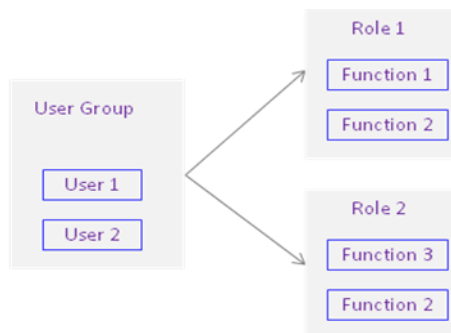 User Group
User 1
User 2
Role 1
Function 1
Function 2
Role 2
Function 3
Function 2